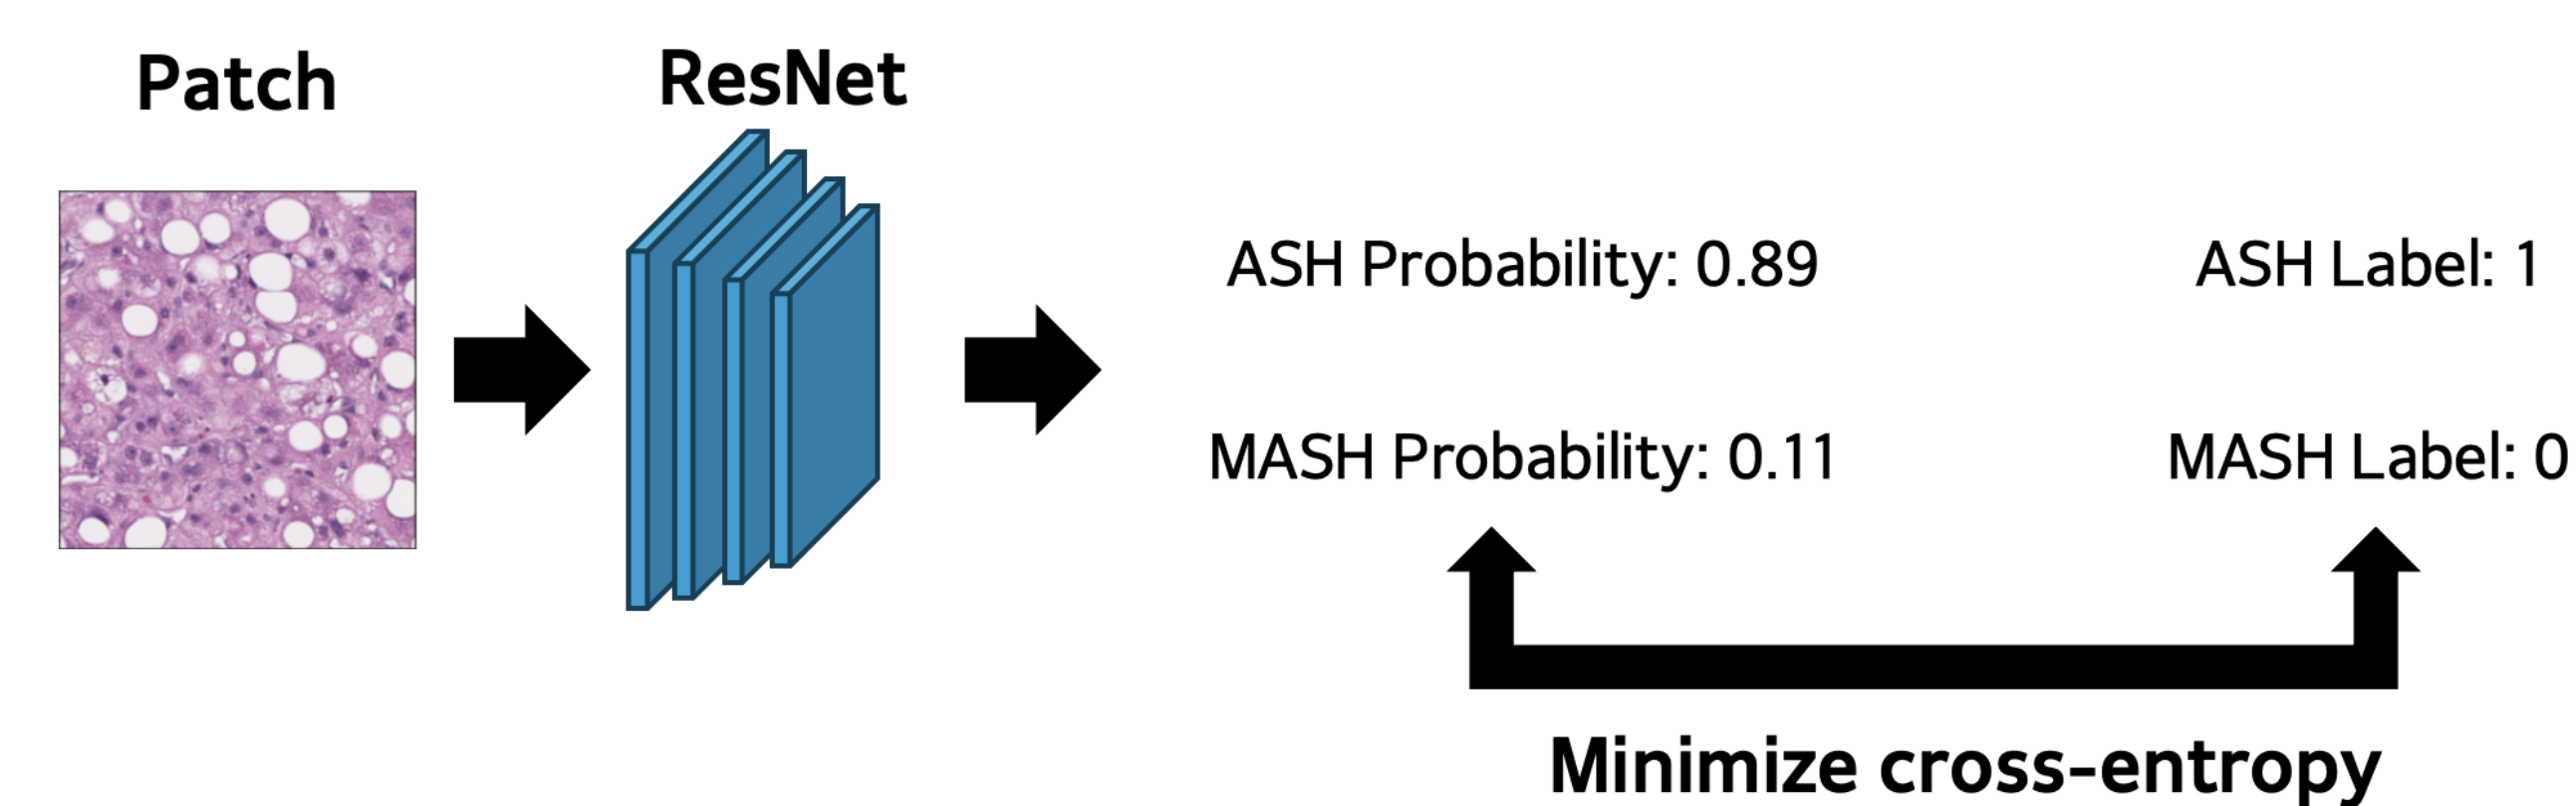 Patch
ResNet
ASH Probability: 0.89
ASH Label: 1
MASH Probability: 0.11
MASH Label: 0
Minimize cross-entropy